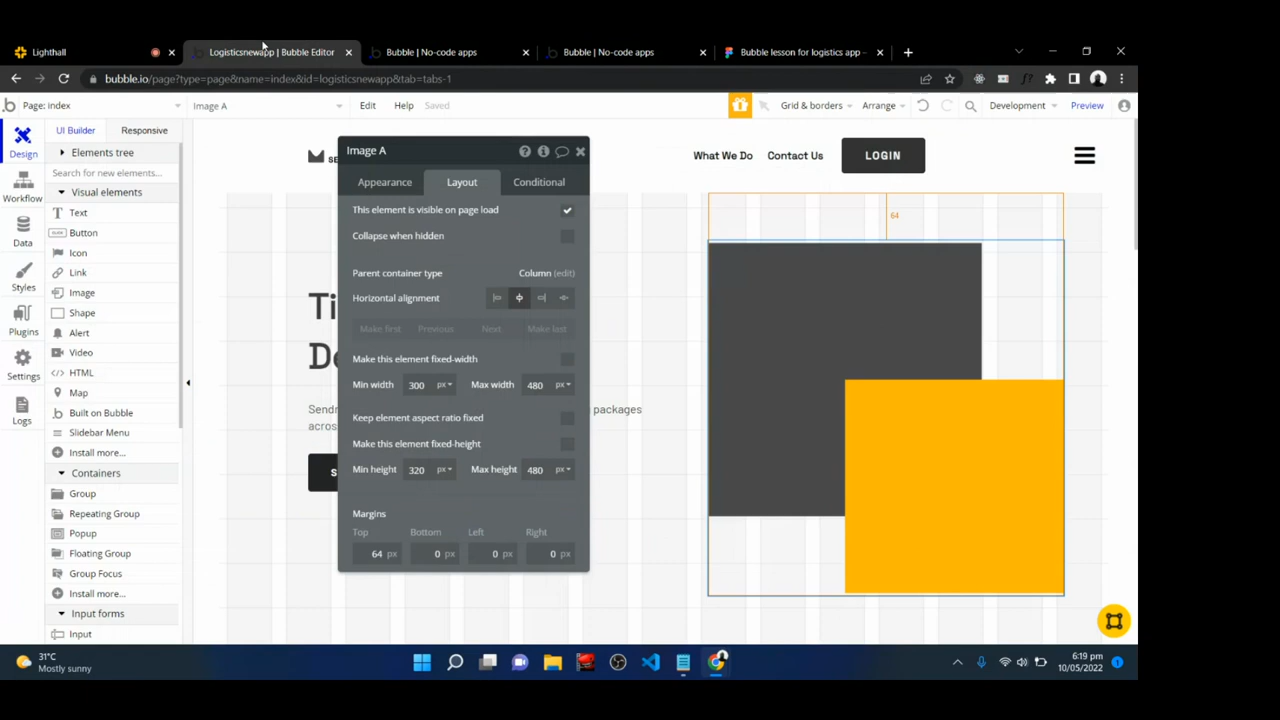 Lighthall
Logisticsnewapp | Bubble Editor
Bubble | No-code apps
Bubble | No-code apps
Bubble lesson for logistics app –
bubble.io/page?type=page&name=index&id=logisticsnewapp&tab=tabs-1
Page: index
Image A
Edit
Help
Saved
Grid & borders
Arrange
Development
Preview
Design
Workflow
Data
Styles
Plugins
Settings
Logs
UI Builder
Responsive
Elements tree
Search for new elements...
Visual elements
Text
Button
CLICK
Icon
Link
Image
Shape
Alert
Video
HTML
Map
Built on Bubble
Slidebar Menu
Install more...
Containers
Group
Repeating Group
Popup
Floating Group
Group Focus
Install more...
Input forms
Input
Image A
Appearance
Layout
Conditional
This element is visible on page load
Collapse when hidden
Parent container type
Column (edit)
Horizontal alignment
Make first
Previous
Next
Make last
Make this element fixed-width
Min width 300 px
Max width 480 px
Keep element aspect ratio fixed
Make this element fixed-height
Min height 320 px
Max height 480 px
Margins
Top
Bottom
Left
Right
64 px
0 px
0 px
0 px
SE
What We Do
Contact Us
LOGIN
Ti
De
Sendr
packages
acros
S
64
31°C
Mostly sunny
6:19 pm
10/05/2022
1